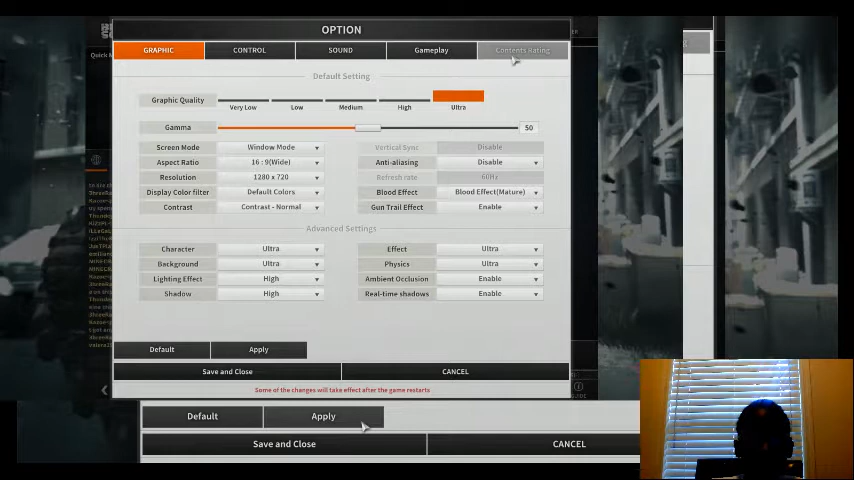 OPTION
GRAPHIC CONTROL SOUND Gameplay Contents Rating
Default Setting
Graphic Quality
Very Low Low Medium High Ultra
Gamma 50
Screen Mode Window Mode Vertical Sync Disable
Aspect Ratio 16 : 9(Wide) Anti-aliasing Disable
Resolution 1280 x 720 Refresh rate 60Hz
Display Color filter Default Colors Blood Effect Blood Effect(Mature)
Contrast Contrast - Normal Gun Trail Effect Enable
Advanced Settings
Character Ultra Effect Ultra
Background Ultra Physics Ultra
Lighting Effect High Ambient Occlusion Enable
Shadow High Real-time shadows Enable
Default Apply
Save and Close CANCEL
Some of the changes will take effect after the game restarts
Default Apply
Save and Close CANCEL